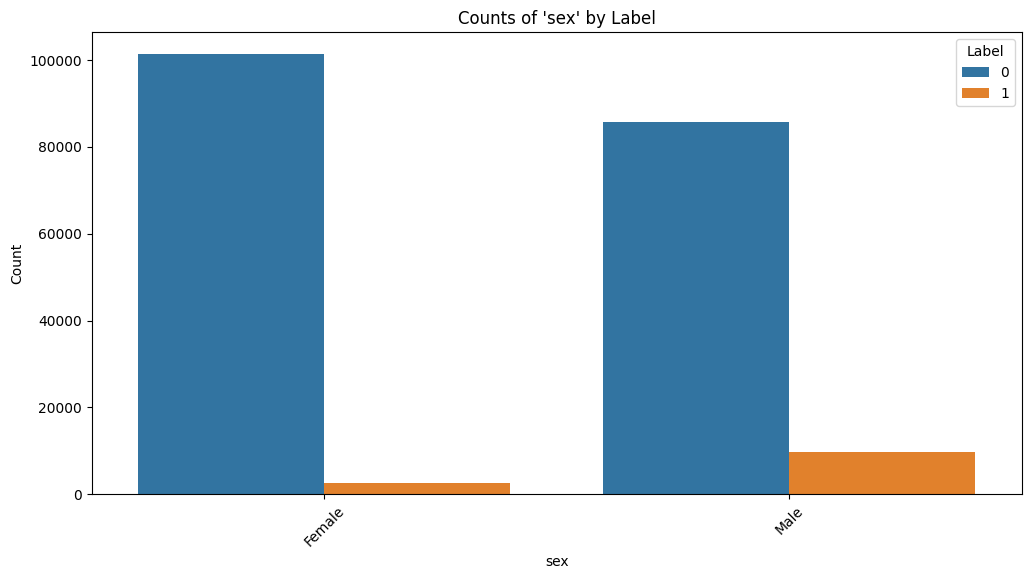 Counts of 'sex' by Label
Label
0
1
100000
80000
60000
40000
20000
0
Count
Female
Male
sex